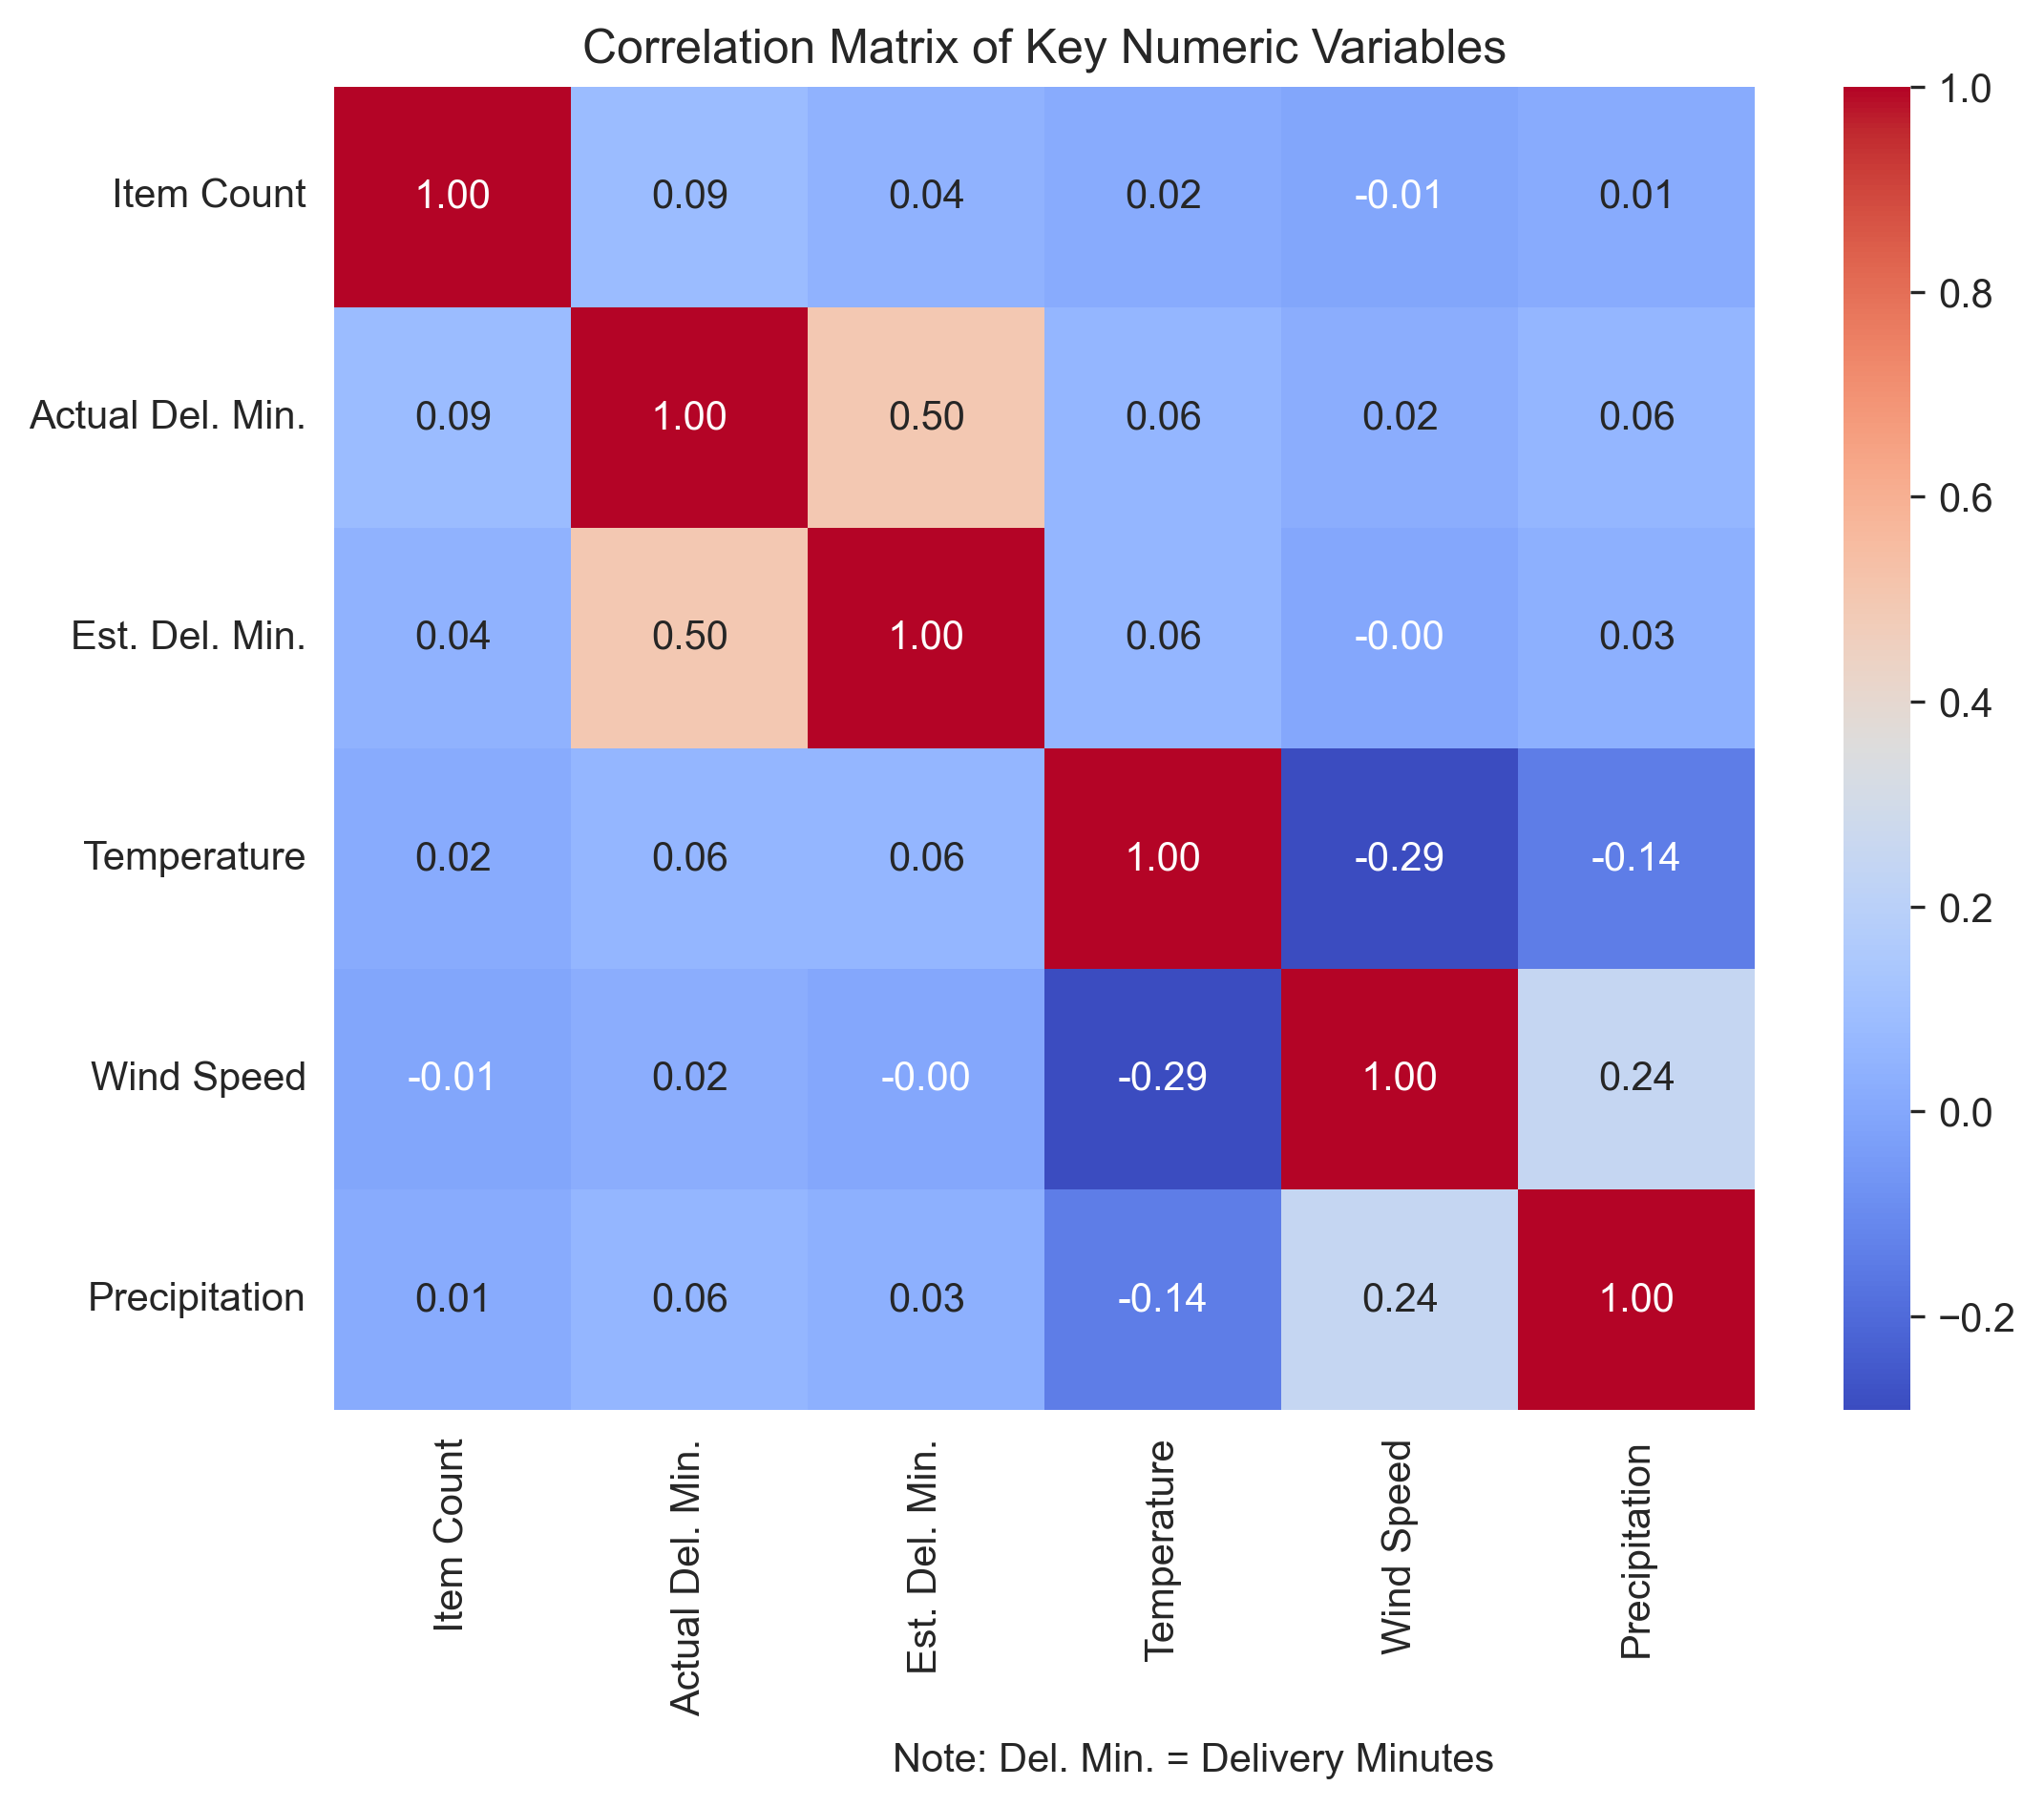 Correlation Matrix of Key Numeric Variables
Item Count 1.00 0.09 0.04 0.02 -0.01 0.01
Actual Del. Min. 0.09 1.00 0.50 0.06 0.02 0.06
Est. Del. Min. 0.04 0.50 1.00 0.06 -0.00 0.03
Temperature 0.02 0.06 0.06 1.00 -0.29 -0.14
Wind Speed -0.01 0.02 -0.00 -0.29 1.00 0.24
Precipitation 0.01 0.06 0.03 -0.14 0.24 1.00
Item Count
Actual Del. Min.
Est. Del. Min.
Temperature
Wind Speed
Precipitation
1.0
0.8
0.6
0.4
0.2
0.0
−0.2
Note: Del. Min. = Delivery Minutes